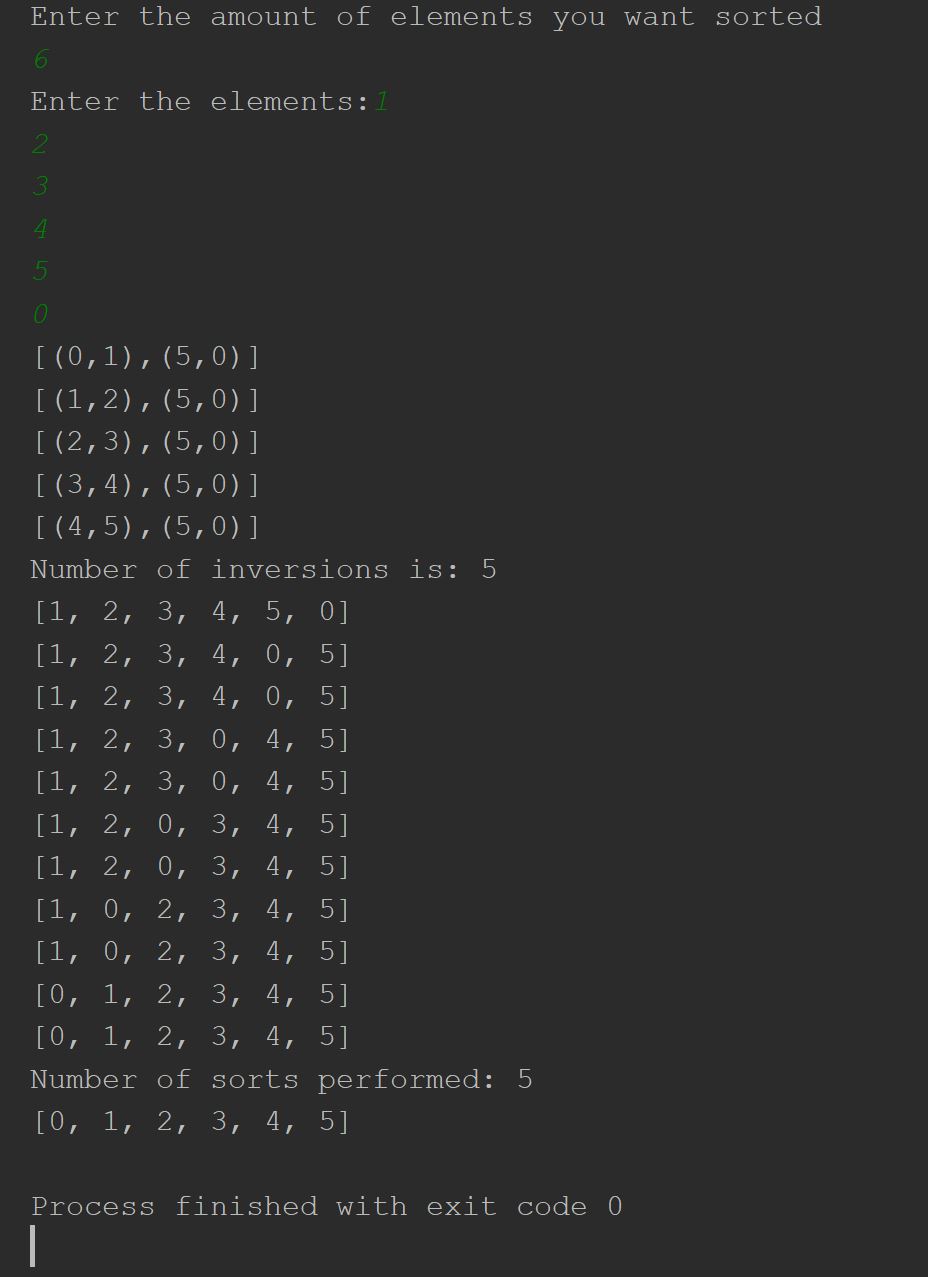 Enter the amount of elements you want sorted
6
Enter the elements:1
2
3
4
5
0
[(0,1),(5,0)]
[(1,2),(5,0)]
[(2,3),(5,0)]
[(3,4),(5,0)]
[(4,5),(5,0)]
Number of inversions is: 5
[1, 2, 3, 4, 5, 0]
[1, 2, 3, 4, 0, 5]
[1, 2, 3, 4, 0, 5]
[1, 2, 3, 0, 4, 5]
[1, 2, 3, 0, 4, 5]
[1, 2, 0, 3, 4, 5]
[1, 2, 0, 3, 4, 5]
[1, 0, 2, 3, 4, 5]
[1, 0, 2, 3, 4, 5]
[0, 1, 2, 3, 4, 5]
[0, 1, 2, 3, 4, 5]
Number of sorts performed: 5
[0, 1, 2, 3, 4, 5]
Process finished with exit code 0